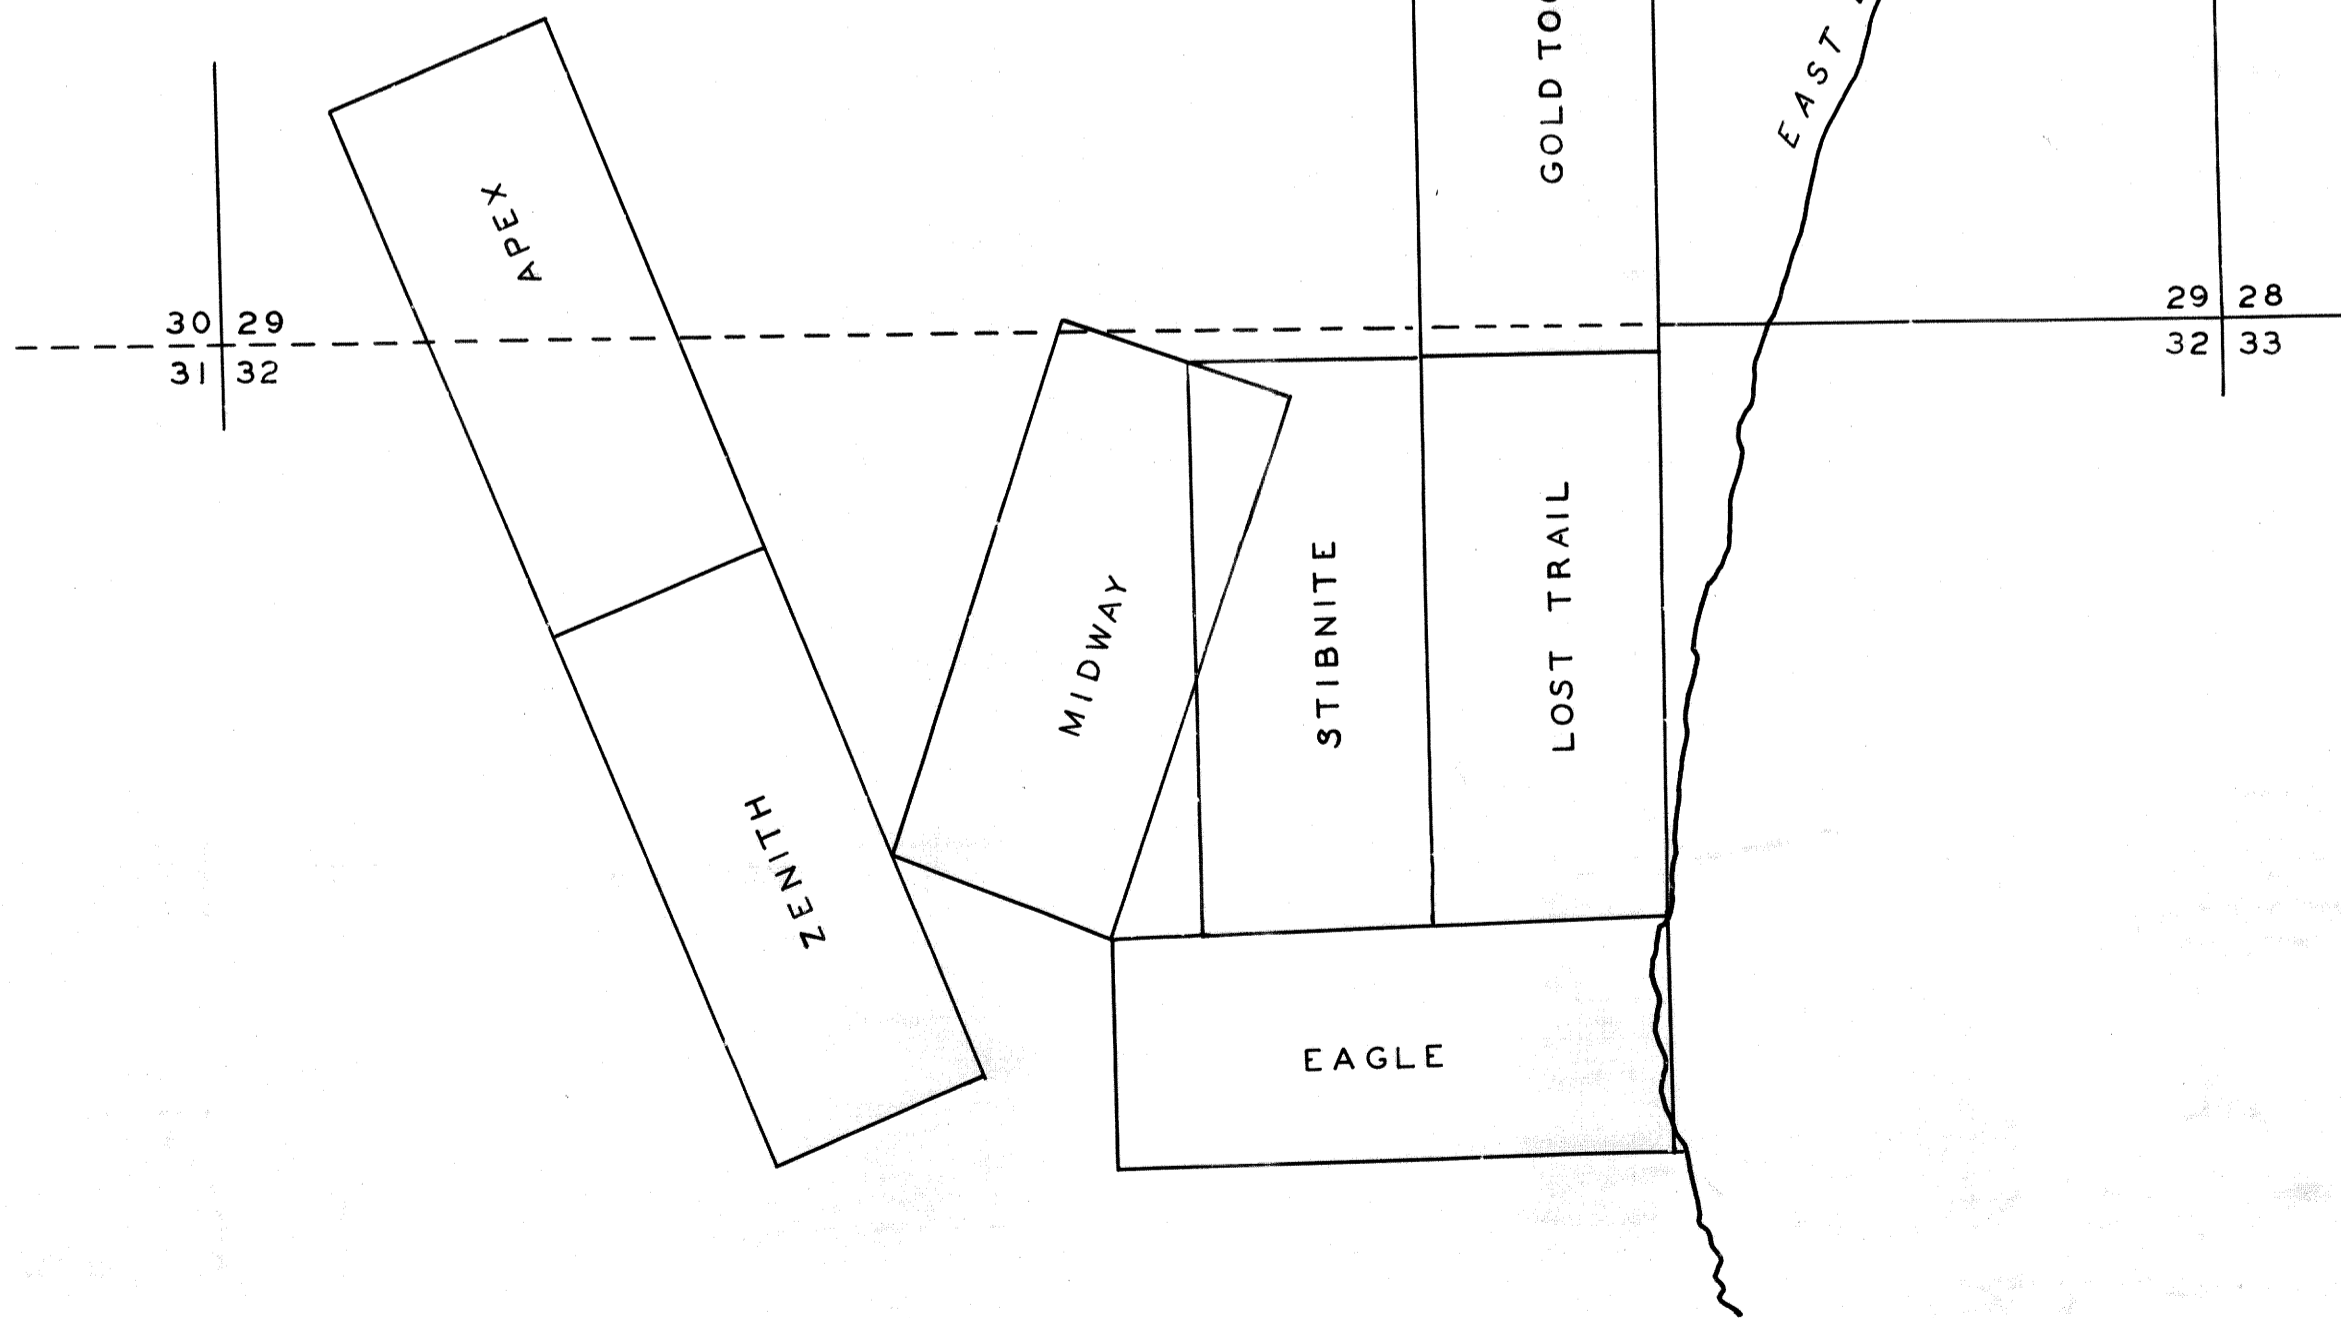 GOLD TOO
EAST
APEX
30 29
31 32
29 28
32 33
MIDWAY
STIBNITE
LOST TRAIL
ZENITH
EAGLE